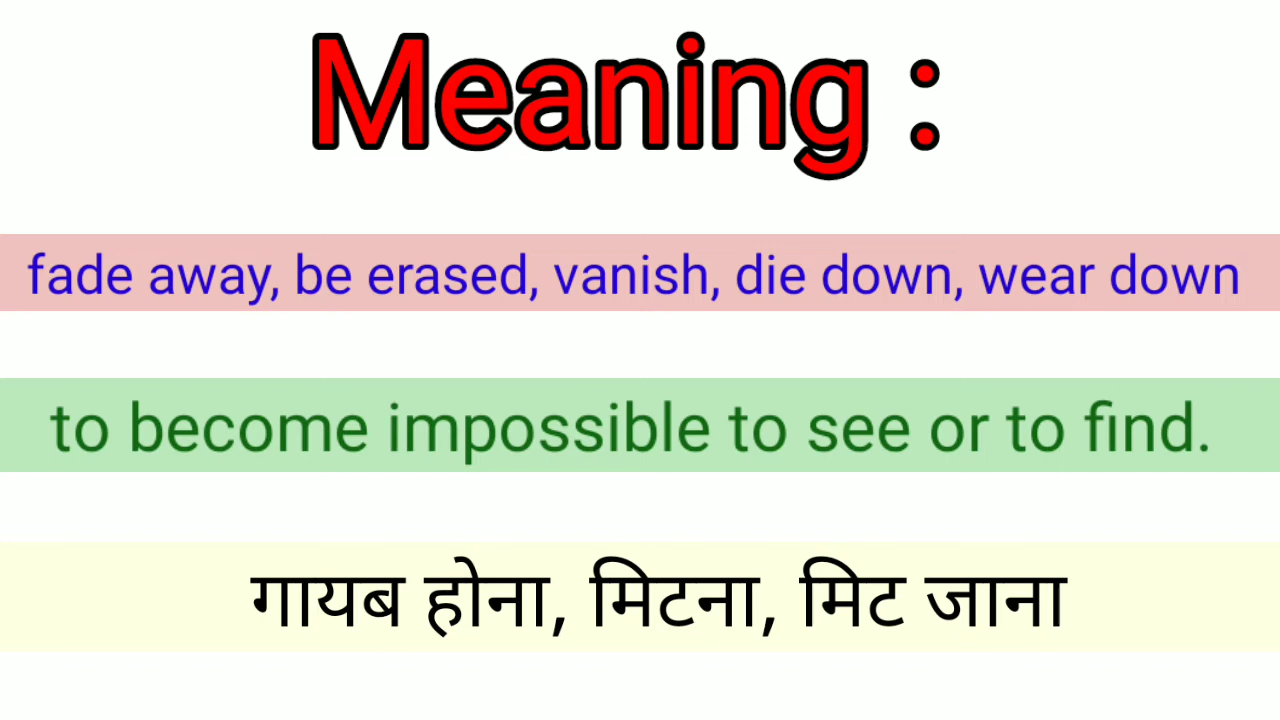 Meaning :
fade away, be erased, vanish, die down, wear down
to become impossible to see or to find.
गायब होना, मिटना, मिट जाना